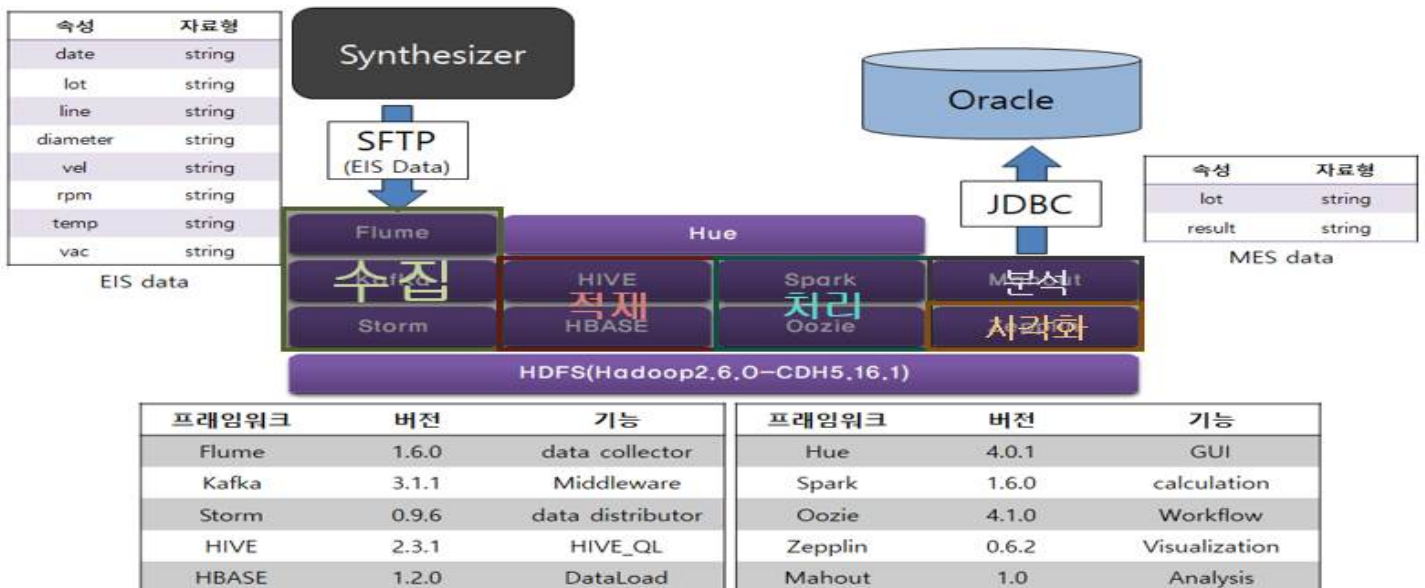 속성 자료형
date string
lot string
line string
diameter string
vel string
rpm string
temp string
vac string
EIS data
Synthesizer
SFTP
(EIS Data)
Oracle
JDBC
속성 자료형
lot string
result string
MES data
Flume
Hue
수집
Storm
HIVE
적재
HBASE
Spark
처리
Oozie
분석
시각화
HDFS(Hadoop2.6.0-CDH5.16.1)
프래임워크 버전 기능
Flume 1.6.0 data collector
Kafka 3.1.1 Middleware
Storm 0.9.6 data distributor
HIVE 2.3.1 HIVE_QL
HBASE 1.2.0 DataLoad
프래임워크 버전 기능
Hue 4.0.1 GUI
Spark 1.6.0 calculation
Oozie 4.1.0 Workflow
Zepplin 0.6.2 Visualization
Mahout 1.0 Analysis